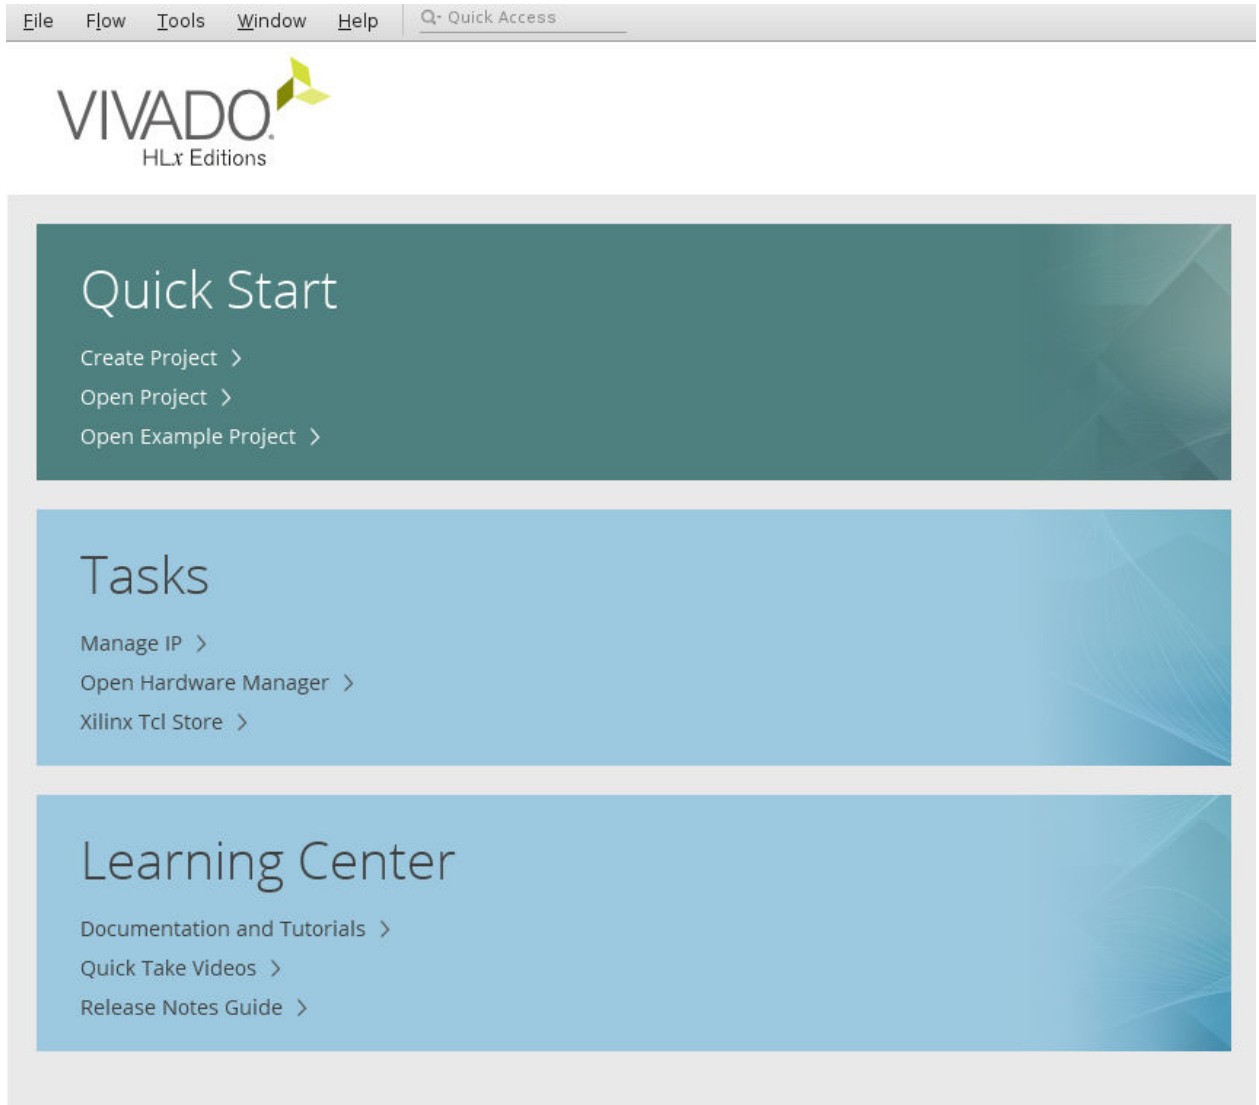 File Flow Tools Window Help Q- Quick Access
VIVADO.
HLx Editions
Quick Start
Create Project >
Open Project >
Open Example Project >
Tasks
Manage IP >
Open Hardware Manager >
Xilinx Tcl Store >
Learning Center
Documentation and Tutorials >
Quick Take Videos >
Release Notes Guide >